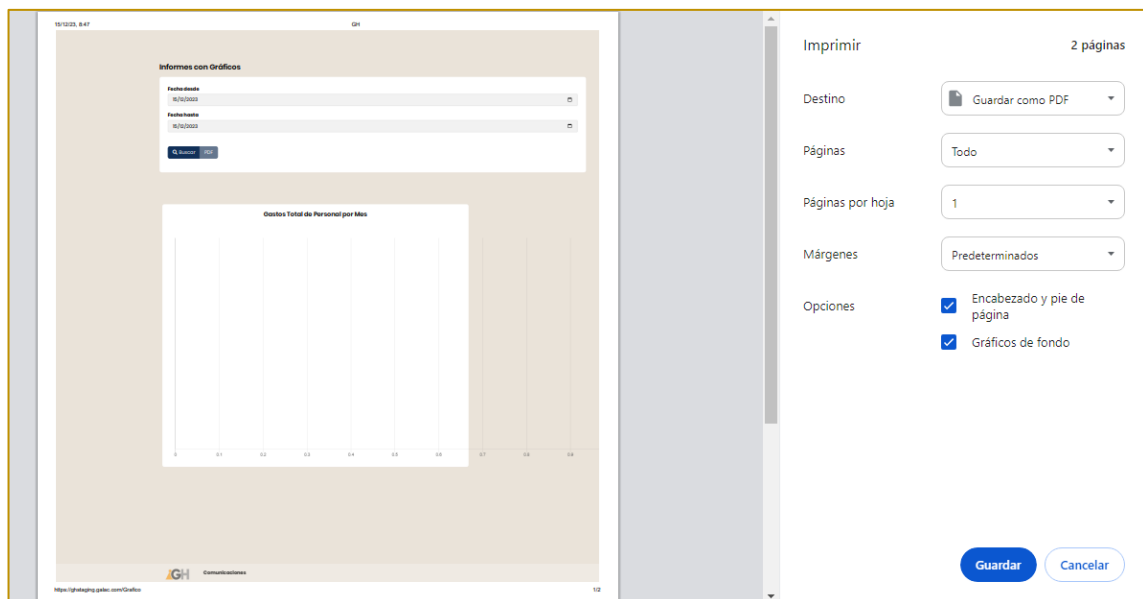 15/12/23, 8:47
GH
Informes con Gráficos
Fecha desde
15/12/2023
Fecha hasta
15/12/2023
Buscar
PDF
Gastos Total de Personal por Mes
0 0.1 0.2 0.3 0.4 0.5 0.6 0.7 0.8 0.9
GH
Comunicaciones
https://ghstaging.gatec.com/Grafico
1/2
Imprimir
2 páginas
Destino
Guardar como PDF
Páginas
Todo
Páginas por hoja
1
Márgenes
Predeterminados
Opciones
Encabezado y pie de
página
Gráficos de fondo
Guardar
Cancelar